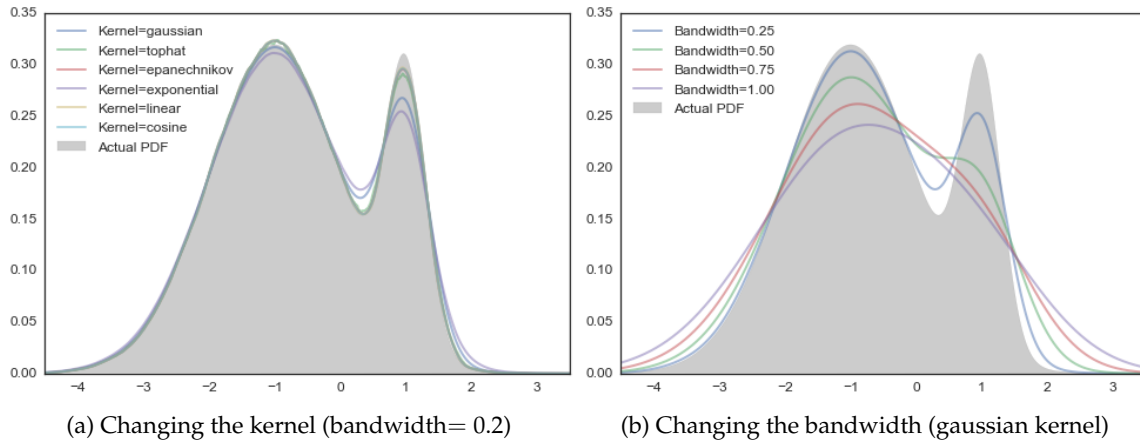 0.35
0.30
0.25
0.20
0.15
0.10
0.05
0.00
Kernel=gaussian
Kernel=tophat
Kernel=epanechnikov
Kernel=exponential
Kernel=linear
Kernel=cosine
Actual PDF
−4 −3 −2 −1 0 1 2 3
(a) Changing the kernel (bandwidth= 0.2)
0.35
0.30
0.25
0.20
0.15
0.10
0.05
0.00
Bandwidth=0.25
Bandwidth=0.50
Bandwidth=0.75
Bandwidth=1.00
Actual PDF
−4 −3 −2 −1 0 1 2 3
(b) Changing the bandwidth (gaussian kernel)